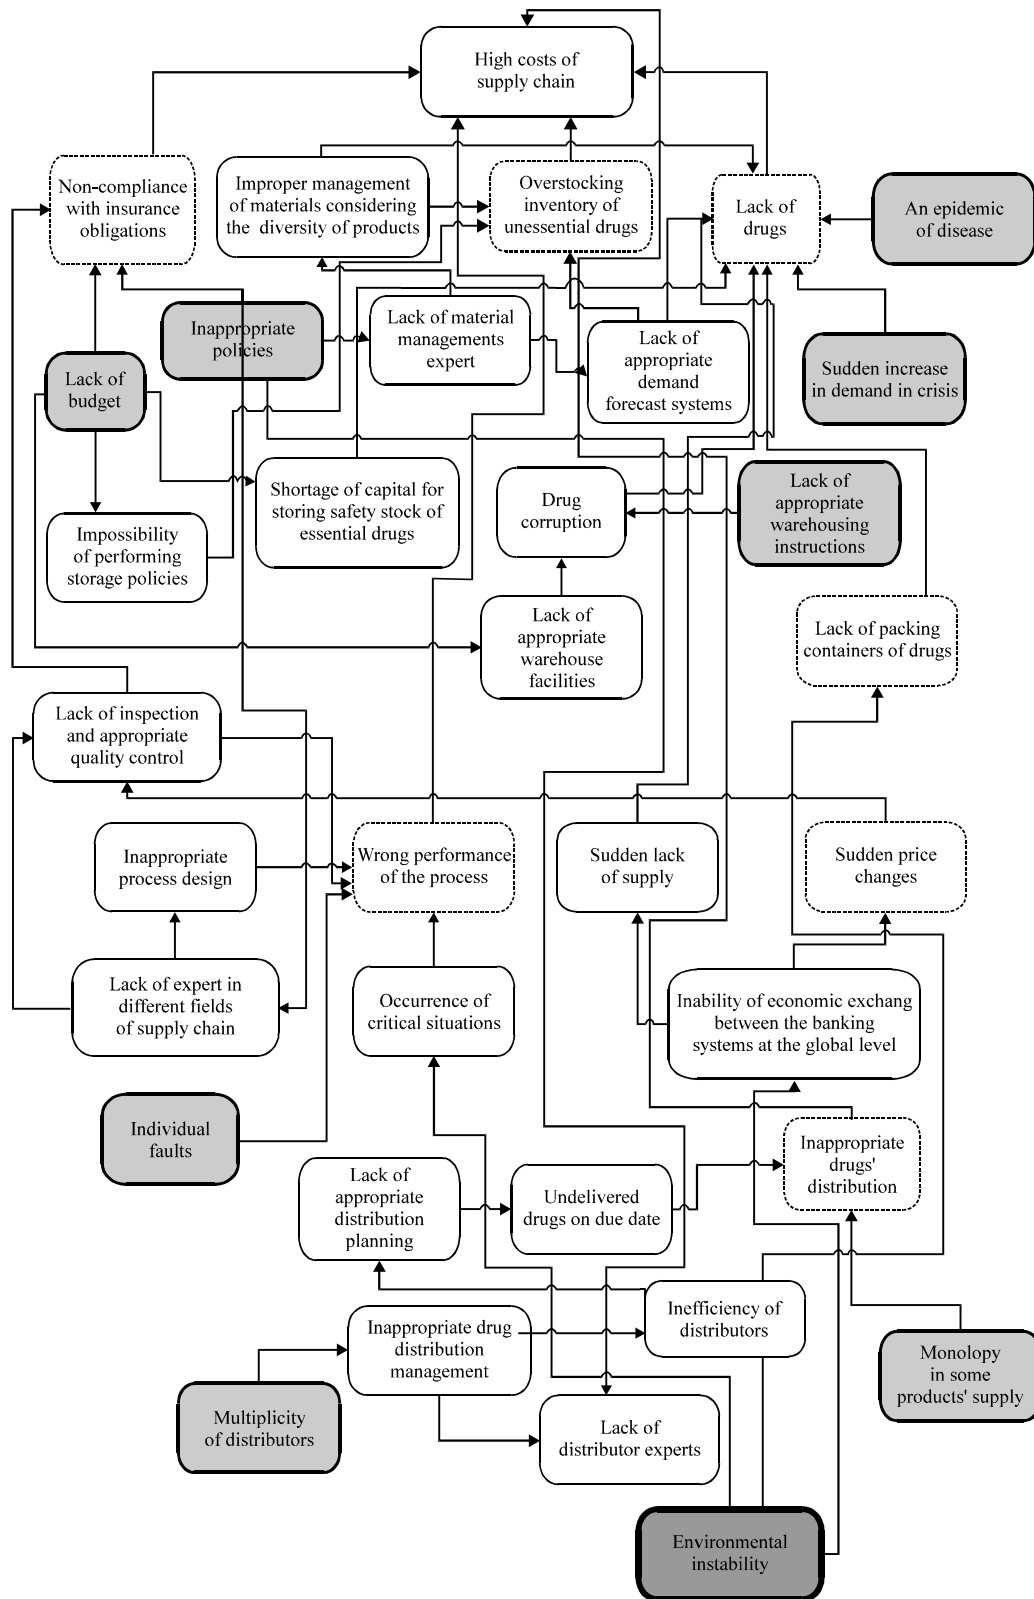 High costs of
supply chain
Non-compliance
with insurance
obligations
Improper management
of materials considering
the diversity of products
Overstocking
inventory of
unessential drugs
Lack of
drugs
An epidemic
of disease
Inappropriate
policies
Lack of material
managements
expert
Lack of
appropriate
demand
forecast systems
Sudden increase
in demand in crisis
Lack of
budget
Shortage of capital for
storing safety stock of
essential drugs
Drug
corruption
Lack of
appropriate
warehousing
instructions
Impossibility
of performing
storage policies
Lack of
appropriate
warehouse
facilities
Lack of packing
containers of drugs
Lack of inspection
and appropriate
quality control
Inappropriate
process design
Wrong performance
of the process
Sudden lack
of supply
Sudden price
changes
Lack of expert in
different fields
of supply chain
Occurrence of
critical situations
Inability of economic exchang
between the banking
systems at the global level
Individual
faults
Inappropriate
drugs'
distribution
Lack of
appropriate
distribution
planning
Undelivered
drugs on due date
Inefficiency of
distributors
Inappropriate drug
distribution
management
Monolopy
in some
products' supply
Multiplicity
of distributors
Lack of
distributor experts
Environmental
instability